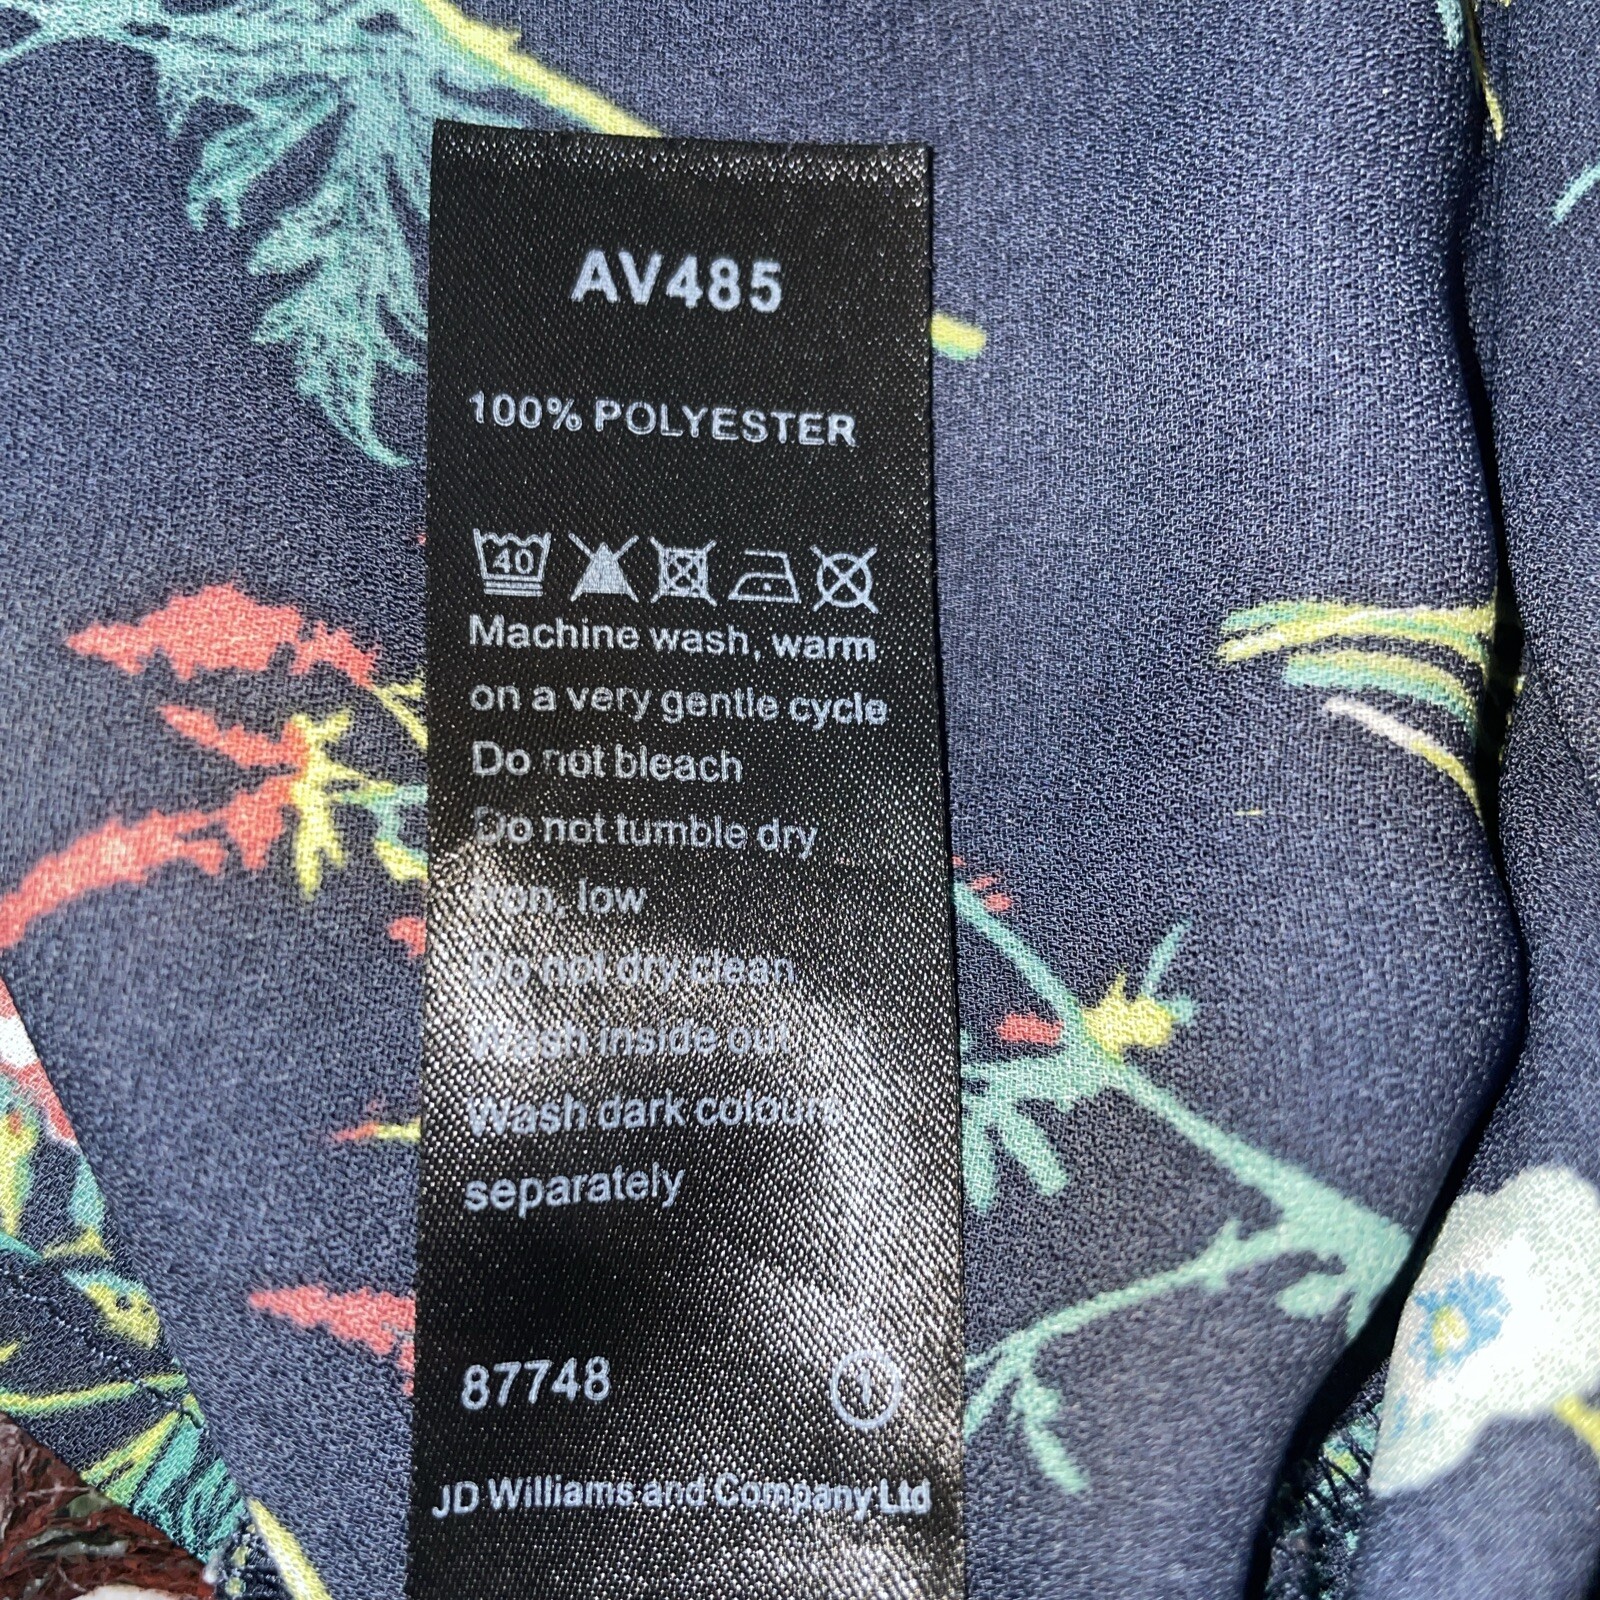 AV485
100% POLYESTER
40
Machine wash, warm
on a very gentle cycle
Do not bleach
Do not tumble dry
Iron, low
Do not dry clean
Wash inside out
Wash dark colours
separately
87748 1
JD Williams and Company Ltd